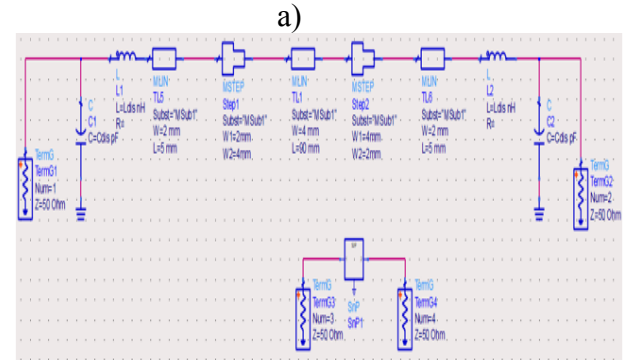 a)
L
L1
L=Ldis nH
R=
MLIN
TL5
Subst="MSub1"
W=2 mm
L=5 mm
MSTEP
Step1
Subst="MSub1"
W1=2mm
W2=4mm
MLIN
TL1
Subst="MSub1"
W=4 mm
L=90 mm
MSTEP
Step2
Subst="MSub1"
W1=4mm
W2=2mm
MLIN
TL6
Subst="MSub1"
W=2 mm
L=5 mm
L
L2
L=Ldis nH
R=
C
C1
C=Cdis pF
C
C2
C=Cdis pF
TermG
TermG1
Num=1
Z=50 Ohm
TermG
TermG2
Num=2
Z=50 Ohm
TermG
TermG3
Num=3
Z=50 Ohm
SnP
SnP1
TermG
TermG4
Num=4
Z=50 Ohm